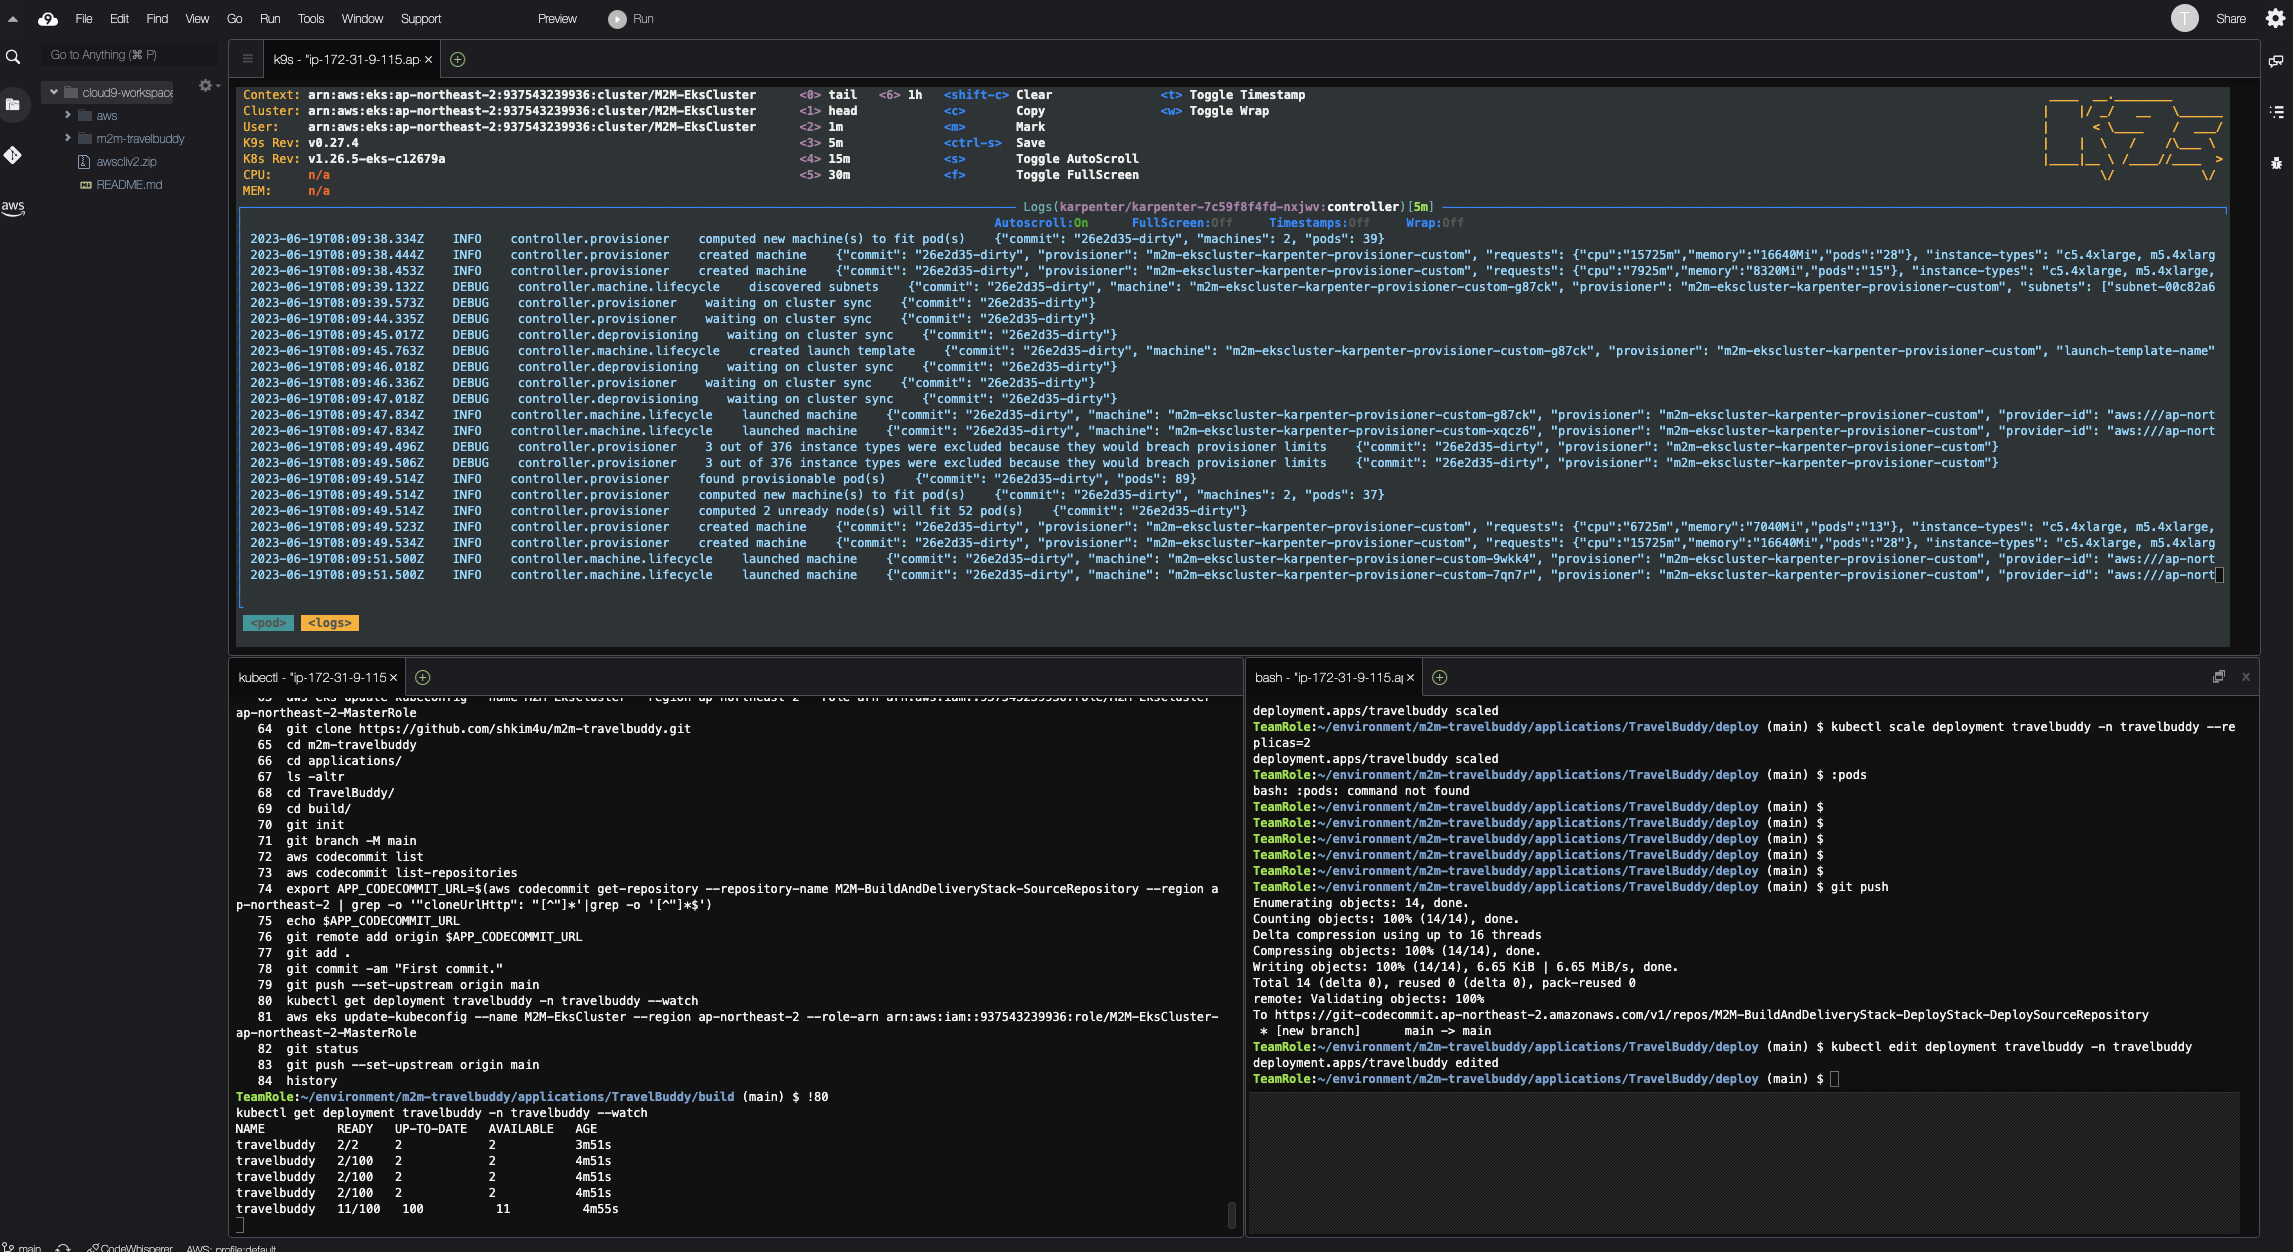 File Edit Find View Go Run Tools Window Support Preview Run T Share
Go to Anything (⌘ P)
cloud9-workspace
aws
m2m-travelbuddy
awscliv2.zip
README.md
aws
k9s - "ip-172-31-9-115.ap
Context: arn:aws:eks:ap-northeast-2:937543239936:cluster/M2M-EksCluster <0> tail <6> 1h <shift-c> Clear <t> Toggle Timestamp
Cluster: arn:aws:eks:ap-northeast-2:937543239936:cluster/M2M-EksCluster <1> head <c> Copy <w> Toggle Wrap
User: arn:aws:eks:ap-northeast-2:937543239936:cluster/M2M-EksCluster <2> 1m <m> Mark
K9s Rev: v0.27.4 <3> 5m <ctrl-s> Save
K8s Rev: v1.26.5-eks-c12679a <4> 15m <s> Toggle AutoScroll
CPU: n/a <5> 30m <f> Toggle FullScreen
MEM: n/a
Logs(karpenter/karpenter-7c59f8f4fd-nxjwv:controller)[5m]
Autoscroll:On FullScreen:Off Timestamps:Off Wrap:Off
2023-06-19T08:09:38.334Z INFO controller.provisioner computed new machine(s) to fit pod(s) {"commit": "26e2d35-dirty", "machines": 2, "pods": 39}
2023-06-19T08:09:38.444Z INFO controller.provisioner created machine {"commit": "26e2d35-dirty", "provisioner": "m2m-ekscluster-karpenter-provisioner-custom", "requests": {"cpu":"15725m","memory":"16640Mi","pods":"28"}, "instance-types": "c5.4xlarge, m5.4xlarg
2023-06-19T08:09:38.453Z INFO controller.provisioner created machine {"commit": "26e2d35-dirty", "provisioner": "m2m-ekscluster-karpenter-provisioner-custom", "requests": {"cpu":"7925m","memory":"8320Mi","pods":"15"}, "instance-types": "c5.4xlarge, m5.4xlarge,
2023-06-19T08:09:39.132Z DEBUG controller.machine.lifecycle discovered subnets {"commit": "26e2d35-dirty", "machine": "m2m-ekscluster-karpenter-provisioner-custom-g87ck", "provisioner": "m2m-ekscluster-karpenter-provisioner-custom", "subnets": ["subnet-00c82a6
2023-06-19T08:09:39.573Z DEBUG controller.provisioner waiting on cluster sync {"commit": "26e2d35-dirty"}
2023-06-19T08:09:44.335Z DEBUG controller.provisioner waiting on cluster sync {"commit": "26e2d35-dirty"}
2023-06-19T08:09:45.017Z DEBUG controller.deprovisioning waiting on cluster sync {"commit": "26e2d35-dirty"}
2023-06-19T08:09:45.763Z DEBUG controller.machine.lifecycle created launch template {"commit": "26e2d35-dirty", "machine": "m2m-ekscluster-karpenter-provisioner-custom-g87ck", "provisioner": "m2m-ekscluster-karpenter-provisioner-custom", "launch-template-name"
2023-06-19T08:09:46.018Z DEBUG controller.deprovisioning waiting on cluster sync {"commit": "26e2d35-dirty"}
2023-06-19T08:09:46.336Z DEBUG controller.provisioner waiting on cluster sync {"commit": "26e2d35-dirty"}
2023-06-19T08:09:47.018Z DEBUG controller.deprovisioning waiting on cluster sync {"commit": "26e2d35-dirty"}
2023-06-19T08:09:47.834Z INFO controller.machine.lifecycle launched machine {"commit": "26e2d35-dirty", "machine": "m2m-ekscluster-karpenter-provisioner-custom-g87ck", "provisioner": "m2m-ekscluster-karpenter-provisioner-custom", "provider-id": "aws:///ap-nort
2023-06-19T08:09:47.834Z INFO controller.machine.lifecycle launched machine {"commit": "26e2d35-dirty", "machine": "m2m-ekscluster-karpenter-provisioner-custom-xqcz6", "provisioner": "m2m-ekscluster-karpenter-provisioner-custom", "provider-id": "aws:///ap-nort
2023-06-19T08:09:49.496Z DEBUG controller.provisioner 3 out of 376 instance types were excluded because they would breach provisioner limits {"commit": "26e2d35-dirty", "provisioner": "m2m-ekscluster-karpenter-provisioner-custom"}
2023-06-19T08:09:49.506Z DEBUG controller.provisioner 3 out of 376 instance types were excluded because they would breach provisioner limits {"commit": "26e2d35-dirty", "provisioner": "m2m-ekscluster-karpenter-provisioner-custom"}
2023-06-19T08:09:49.514Z INFO controller.provisioner found provisionable pod(s) {"commit": "26e2d35-dirty", "pods": 89}
2023-06-19T08:09:49.514Z INFO controller.provisioner computed new machine(s) to fit pod(s) {"commit": "26e2d35-dirty", "machines": 2, "pods": 37}
2023-06-19T08:09:49.514Z INFO controller.provisioner computed 2 unready node(s) will fit 52 pod(s) {"commit": "26e2d35-dirty"}
2023-06-19T08:09:49.523Z INFO controller.provisioner created machine {"commit": "26e2d35-dirty", "provisioner": "m2m-ekscluster-karpenter-provisioner-custom", "requests": {"cpu":"6725m","memory":"7040Mi","pods":"13"}, "instance-types": "c5.4xlarge, m5.4xlarge,
2023-06-19T08:09:49.534Z INFO controller.provisioner created machine {"commit": "26e2d35-dirty", "provisioner": "m2m-ekscluster-karpenter-provisioner-custom", "requests": {"cpu":"15725m","memory":"16640Mi","pods":"28"}, "instance-types": "c5.4xlarge, m5.4xlarg
2023-06-19T08:09:51.500Z INFO controller.machine.lifecycle launched machine {"commit": "26e2d35-dirty", "machine": "m2m-ekscluster-karpenter-provisioner-custom-9wkk4", "provisioner": "m2m-ekscluster-karpenter-provisioner-custom", "provider-id": "aws:///ap-nort
2023-06-19T08:09:51.500Z INFO controller.machine.lifecycle launched machine {"commit": "26e2d35-dirty", "machine": "m2m-ekscluster-karpenter-provisioner-custom-7qn7r", "provisioner": "m2m-ekscluster-karpenter-provisioner-custom", "provider-id": "aws:///ap-nort
<pod> <logs>
kubectl - "ip-172-31-9-115
63 aws eks update-kubeconfig --name M2M-EksCluster --region ap-northeast-2 --role-arn arn:aws:iam::937543239936:role/M2M-EksCluster-
ap-northeast-2-MasterRole
64 git clone https://github.com/shkim4u/m2m-travelbuddy.git
65 cd m2m-travelbuddy
66 cd applications/
67 ls -altr
68 cd TravelBuddy/
69 cd build/
70 git init
71 git branch -M main
72 aws codecommit list
73 aws codecommit list-repositories
74 export APP_CODECOMMIT_URL=$(aws codecommit get-repository --repository-name M2M-BuildAndDeliveryStack-SourceRepository --region a
p-northeast-2 | grep -o '"cloneUrlHttp": "[^"]*'|grep -o '[^"]*$')
75 echo $APP_CODECOMMIT_URL
76 git remote add origin $APP_CODECOMMIT_URL
77 git add .
78 git commit -am "First commit."
79 git push --set-upstream origin main
80 kubectl get deployment travelbuddy -n travelbuddy --watch
81 aws eks update-kubeconfig --name M2M-EksCluster --region ap-northeast-2 --role-arn arn:aws:iam::937543239936:role/M2M-EksCluster-
ap-northeast-2-MasterRole
82 git status
83 git push --set-upstream origin main
84 history
TeamRole:~/environment/m2m-travelbuddy/applications/TravelBuddy/build (main) $ !80
kubectl get deployment travelbuddy -n travelbuddy --watch
NAME READY UP-TO-DATE AVAILABLE AGE
travelbuddy 2/2 2 2 3m51s
travelbuddy 2/100 2 2 4m51s
travelbuddy 2/100 2 2 4m51s
travelbuddy 2/100 2 2 4m51s
travelbuddy 11/100 100 11 4m55s
bash - "ip-172-31-9-115.a
deployment.apps/travelbuddy scaled
TeamRole:~/environment/m2m-travelbuddy/applications/TravelBuddy/deploy (main) $ kubectl scale deployment travelbuddy -n travelbuddy --re
plicas=2
deployment.apps/travelbuddy scaled
TeamRole:~/environment/m2m-travelbuddy/applications/TravelBuddy/deploy (main) $ :pods
bash: :pods: command not found
TeamRole:~/environment/m2m-travelbuddy/applications/TravelBuddy/deploy (main) $
TeamRole:~/environment/m2m-travelbuddy/applications/TravelBuddy/deploy (main) $
TeamRole:~/environment/m2m-travelbuddy/applications/TravelBuddy/deploy (main) $
TeamRole:~/environment/m2m-travelbuddy/applications/TravelBuddy/deploy (main) $
TeamRole:~/environment/m2m-travelbuddy/applications/TravelBuddy/deploy (main) $
TeamRole:~/environment/m2m-travelbuddy/applications/TravelBuddy/deploy (main) $ git push
Enumerating objects: 14, done.
Counting objects: 100% (14/14), done.
Delta compression using up to 16 threads
Compressing objects: 100% (14/14), done.
Writing objects: 100% (14/14), 6.65 KiB | 6.65 MiB/s, done.
Total 14 (delta 0), reused 0 (delta 0), pack-reused 0
remote: Validating objects: 100%
To https://git-codecommit.ap-northeast-2.amazonaws.com/v1/repos/M2M-BuildAndDeliveryStack-DeployStack-DeploySourceRepository
* [new branch] main -> main
TeamRole:~/environment/m2m-travelbuddy/applications/TravelBuddy/deploy (main) $ kubectl edit deployment travelbuddy -n travelbuddy
deployment.apps/travelbuddy edited
TeamRole:~/environment/m2m-travelbuddy/applications/TravelBuddy/deploy (main) $
main CodeWhisperer AWS: profile:default